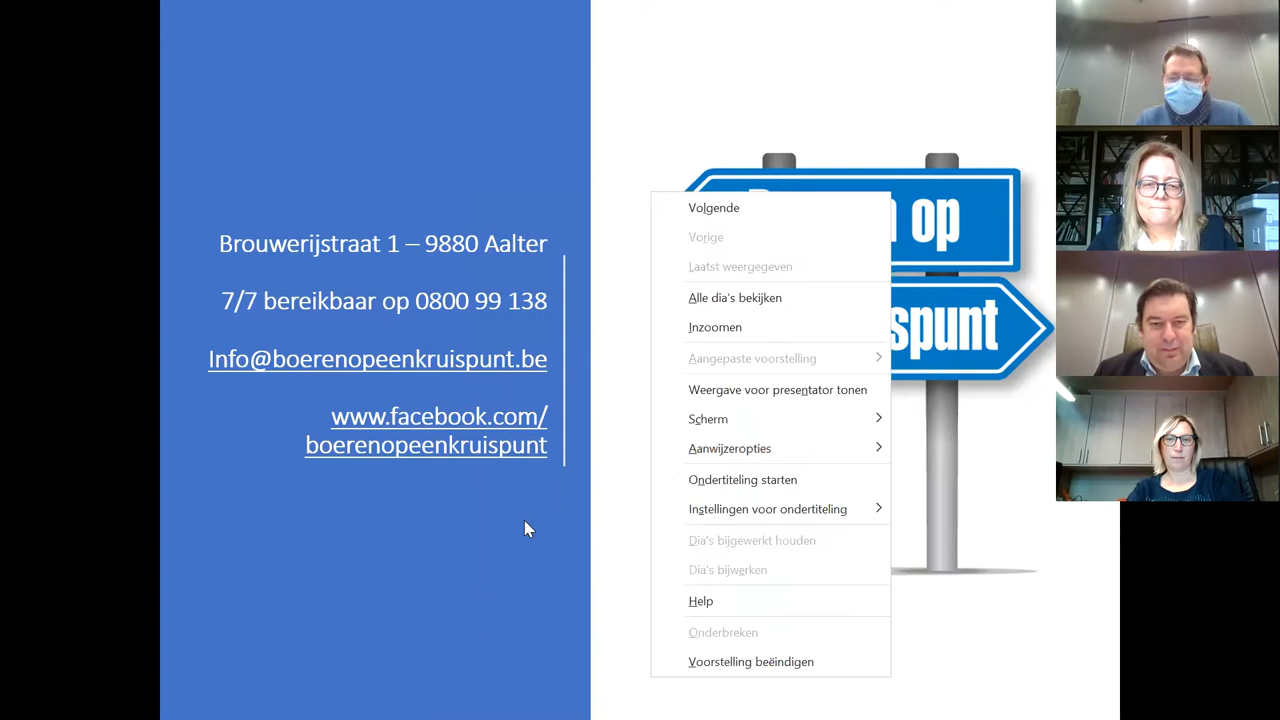 Brouwerijstraat 1 – 9880 Aalter
7/7 bereikbaar op 0800 99 138
Info@boerenopeenkruispunt.be
www.facebook.com/
boerenopeenkruispunt
op
spunt
Volgende
Vorige
Laatst weergegeven
Alle dia's bekijken
Inzoomen
Aangepaste voorstelling
Weergave voor presentator tonen
Scherm
Aanwijzeropties
Ondertiteling starten
Instellingen voor ondertiteling
Dia's bijgewerkt houden
Dia's bijwerken
Help
Onderbreken
Voorstelling beëindigen